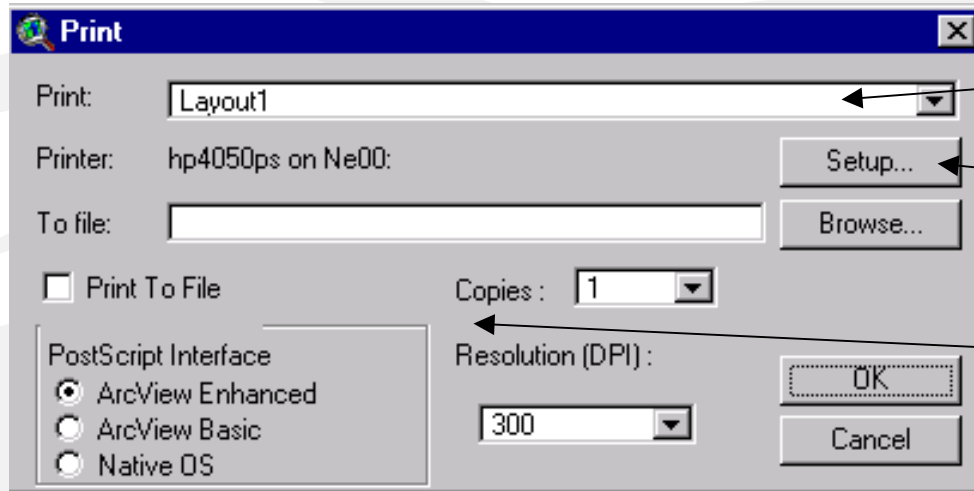 Print
Print: Layout1
Printer: hp4050ps on Ne00: Setup...
To file: Browse...
Print To File Copies : 1
PostScript Interface Resolution (DPI) :
ArcView Enhanced OK
ArcView Basic 300
Native OS Cancel